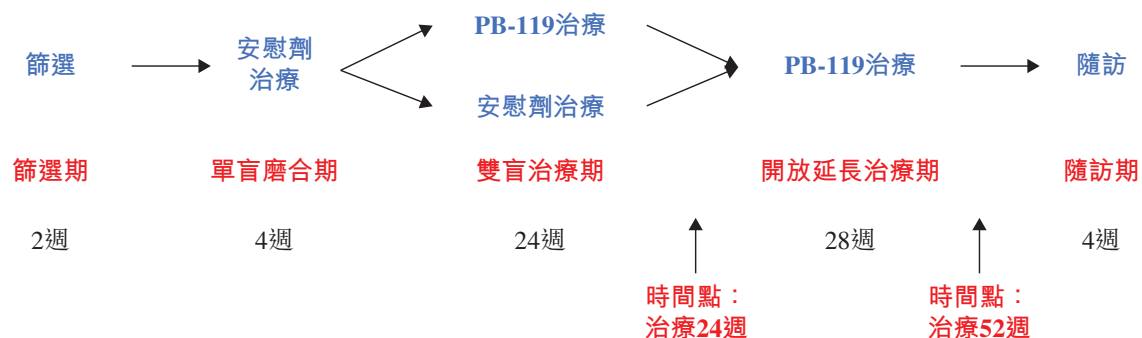 PB-119治療
篩選
安慰劑
治療
PB-119治療
隨訪
安慰劑治療
篩選期
單盲磨合期
雙盲治療期
開放延長治療期
隨訪期
2週
4週
24週
28週
4週
時間點：
治療24週
時間點：
治療52週